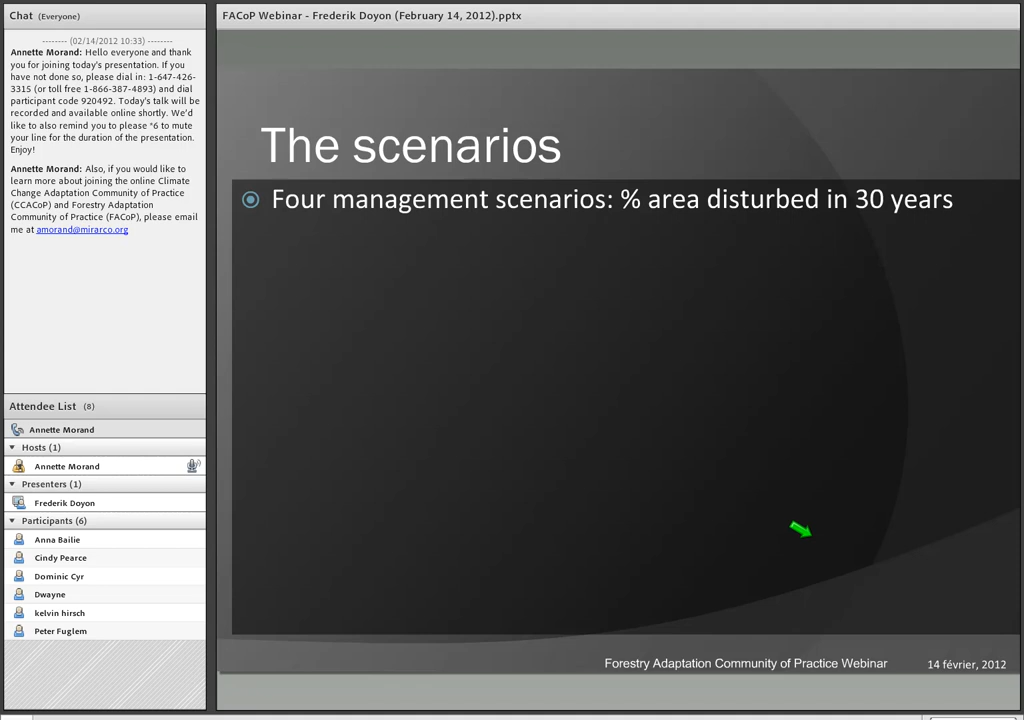 Chat (Everyone)
-------- (02/14/2012 10:33) --------
Annette Morand: Hello everyone and thank
you for joining today's presentation. If you
have not done so, please dial in: 1-647-426-
3315 (or toll free 1-866-387-4893) and dial
participant code 920492. Today's talk will be
recorded and available online shortly. We'd
like to also remind you to please *6 to mute
your line for the duration of the presentation.
Enjoy!
Annette Morand: Also, if you would like to
learn more about joining the online Climate
Change Adaptation Community of Practice
(CCACoP) and Forestry Adaptation
Community of Practice (FACoP), please email
me at amorand@mirarco.org
Attendee List (8)
Annette Morand
Hosts (1)
Annette Morand
Presenters (1)
Frederik Doyon
Participants (6)
Anna Bailie
Cindy Pearce
Dominic Cyr
Dwayne
kelvin hirsch
Peter Fuglem
FACoP Webinar - Frederik Doyon (February 14, 2012).pptx
The scenarios
Four management scenarios: % area disturbed in 30 years
Forestry Adaptation Community of Practice Webinar
14 février, 2012